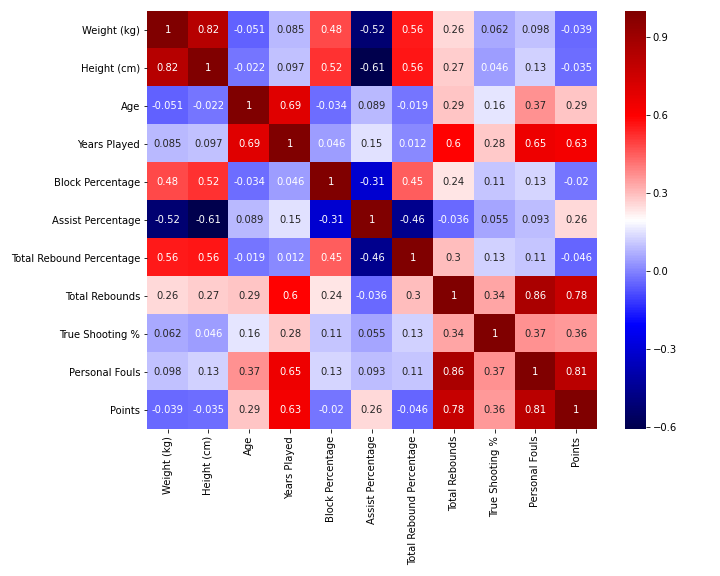 Weight (kg) 1 0.82 -0.051 0.085 0.48 -0.52 0.56 0.26 0.062 0.098 -0.039
Height (cm) 0.82 1 -0.022 0.097 0.52 -0.61 0.56 0.27 0.046 0.13 -0.035
Age -0.051 -0.022 1 0.69 -0.034 0.089 -0.019 0.29 0.16 0.37 0.29
Years Played 0.085 0.097 0.69 1 0.046 0.15 0.012 0.6 0.28 0.65 0.63
Block Percentage 0.48 0.52 -0.034 0.046 1 -0.31 0.45 0.24 0.11 0.13 -0.02
Assist Percentage -0.52 -0.61 0.089 0.15 -0.31 1 -0.46 -0.036 0.055 0.093 0.26
Total Rebound Percentage 0.56 0.56 -0.019 0.012 0.45 -0.46 1 0.3 0.13 0.11 -0.046
Total Rebounds 0.26 0.27 0.29 0.6 0.24 -0.036 0.3 1 0.34 0.86 0.78
True Shooting % 0.062 0.046 0.16 0.28 0.11 0.055 0.13 0.34 1 0.37 0.36
Personal Fouls 0.098 0.13 0.37 0.65 0.13 0.093 0.11 0.86 0.37 1 0.81
Points -0.039 -0.035 0.29 0.63 -0.02 0.26 -0.046 0.78 0.36 0.81 1
Weight (kg)
Height (cm)
Age
Years Played
Block Percentage
Assist Percentage
Total Rebound Percentage
Total Rebounds
True Shooting %
Personal Fouls
Points
0.9
0.6
0.3
0.0
-0.3
-0.6